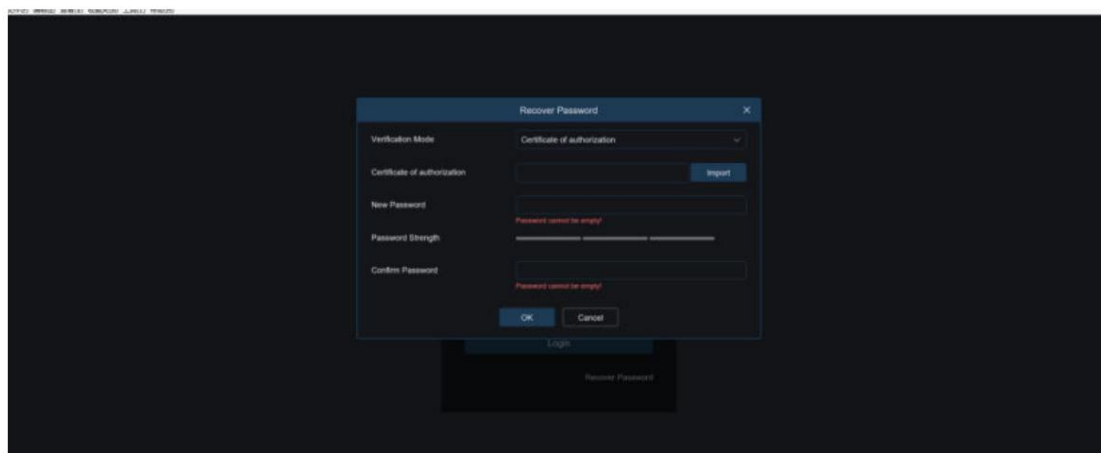 Recover Password
Verification Mode
Certificate of authorization
Certificate of authorization
Import
New Password
Password cannot be empty!
Password Strength
Confirm Password
Password cannot be empty!
OK
Cancel
Login
Recover Password